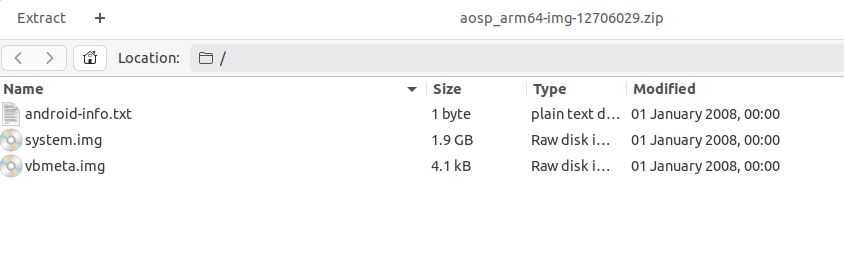 Extract + aosp_arm64-img-12706029.zip
Location: /
Name Size Type Modified
android-info.txt 1 byte plain text d... 01 January 2008, 00:00
system.img 1.9 GB Raw disk i... 01 January 2008, 00:00
vbmeta.img 4.1 kB Raw disk i... 01 January 2008, 00:00